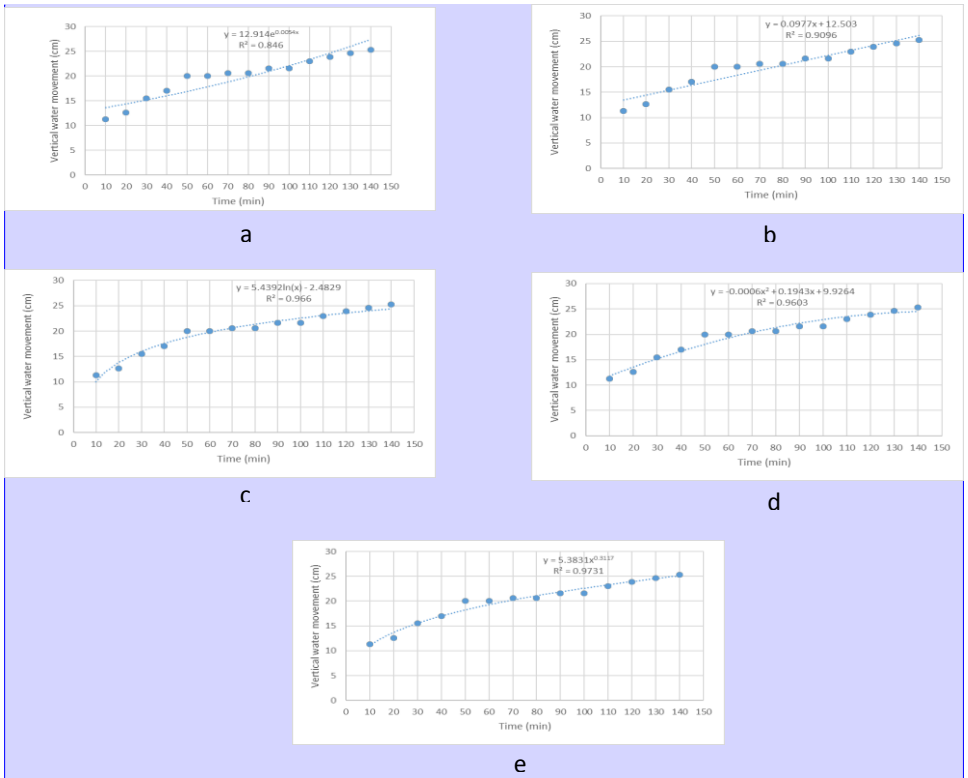 Vertical water movement (cm)
30
25
20
15
10
5
0
y = 12.914e^0.0054x
R² = 0.846
0 10 20 30 40 50 60 70 80 90 100 110 120 130 140 150
Time (min)
a
Vertical water movement (cm)
30
25
20
15
10
5
0
y = 0.0977x + 12.503
R² = 0.9096
0 10 20 30 40 50 60 70 80 90 100 110 120 130 140 150
Time (min)
b
Vertical water movement (cm)
30
25
20
15
10
5
0
y = 5.4392ln(x) - 2.4829
R² = 0.966
0 10 20 30 40 50 60 70 80 90 100 110 120 130 140 150
Time (min)
c
Vertical water movement (cm)
30
25
20
15
10
5
0
y = -0.0006x² + 0.1943x + 9.9264
R² = 0.9603
0 10 20 30 40 50 60 70 80 90 100 110 120 130 140 150
Time (min)
d
Vertical water movement (cm)
30
25
20
15
10
5
0
y = 5.3831x^0.3117
R² = 0.9731
0 10 20 30 40 50 60 70 80 90 100 110 120 130 140 150
Time (min)
e